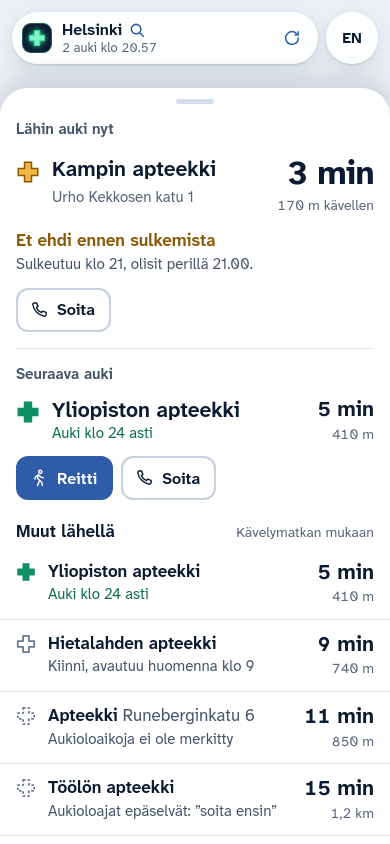 Helsinki
2 auki klo 20.57
EN
Lähin auki nyt
Kampin apteekki
3 min
Urho Kekkosen katu 1
170 m kävellen
Et ehdi ennen sulkemista
Sulkeutuu klo 21, olisit perillä 21.00.
Soita
Seuraava auki
Yliopiston apteekki
5 min
Auki klo 24 asti
410 m
Reitti
Soita
Muut lähellä
Kävelymatkan mukaan
Yliopiston apteekki
5 min
Auki klo 24 asti
410 m
Hietalahden apteekki
9 min
Kiinni, avautuu huomenna klo 9
740 m
Apteekki Runeberginkatu 6
11 min
Aukioloaikoja ei ole merkitty
850 m
Töölön apteekki
15 min
Aukioloajat epäselvät: ”soita ensin”
1,2 km